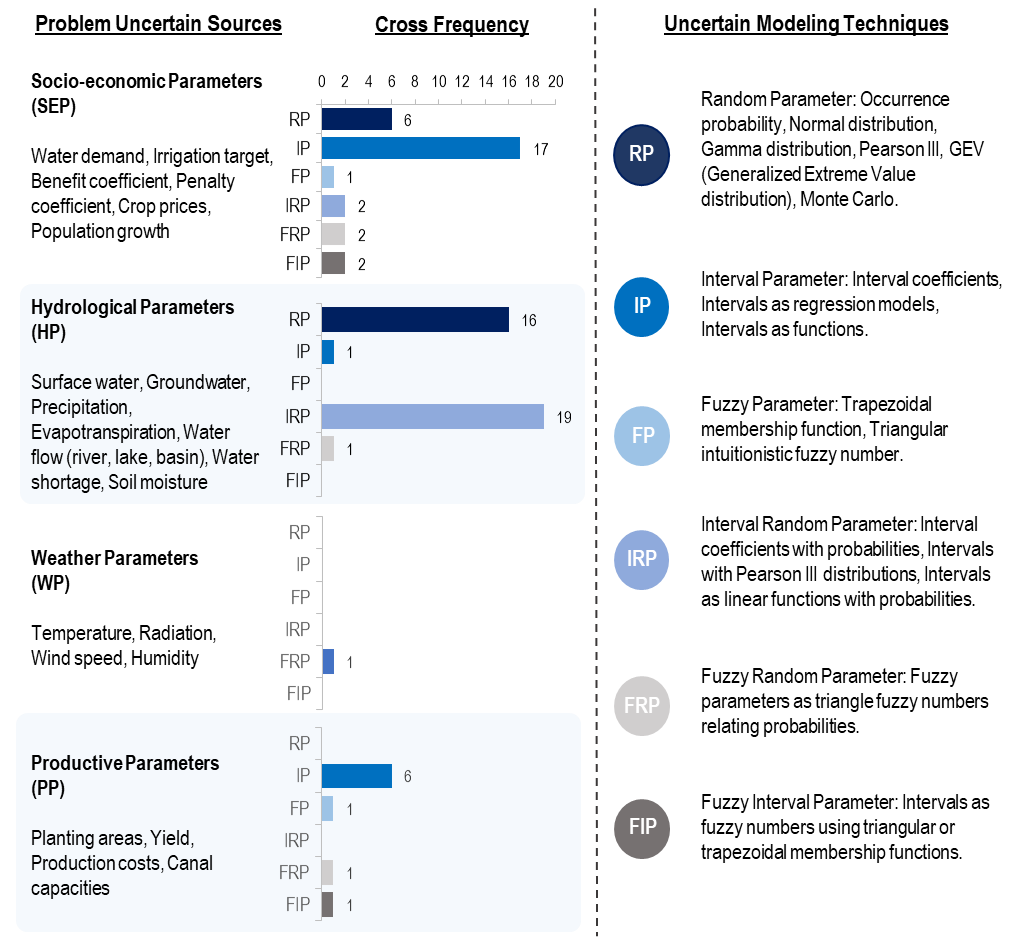 Problem Uncertain Sources
Cross Frequency
Uncertain Modeling Techniques
Socio-economic Parameters
(SEP)
Water demand, Irrigation target,
Benefit coefficient, Penalty
coefficient, Crop prices,
Population growth
0 2 4 6 8 10 12 14 16 18 20
RP 6
IP 17
FP 1
IRP 2
FRP 2
FIP 2
Hydrological Parameters
(HP)
Surface water, Groundwater,
Precipitation,
Evapotranspiration, Water
flow (river, lake, basin), Water
shortage, Soil moisture
RP 16
IP 1
FP
IRP 19
FRP 1
FIP
Weather Parameters
(WP)
Temperature, Radiation,
Wind speed, Humidity
RP
IP
FP
IRP
FRP 1
FIP
Productive Parameters
(PP)
Planting areas, Yield,
Production costs, Canal
capacities
RP
IP 6
FP 1
IRP
FRP 1
FIP 1
RP
Random Parameter: Occurrence
probability, Normal distribution,
Gamma distribution, Pearson III, GEV
(Generalized Extreme Value
distribution), Monte Carlo.
IP
Interval Parameter: Interval coefficients,
Intervals as regression models,
Intervals as functions.
FP
Fuzzy Parameter: Trapezoidal
membership function, Triangular
intuitionistic fuzzy number.
IRP
Interval Random Parameter: Interval
coefficients with probabilities, Intervals
with Pearson III distributions, Intervals
as linear functions with probabilities.
FRP
Fuzzy Random Parameter: Fuzzy
parameters as triangle fuzzy numbers
relating probabilities.
FIP
Fuzzy Interval Parameter: Intervals as
fuzzy numbers using triangular or
trapezoidal membership functions.